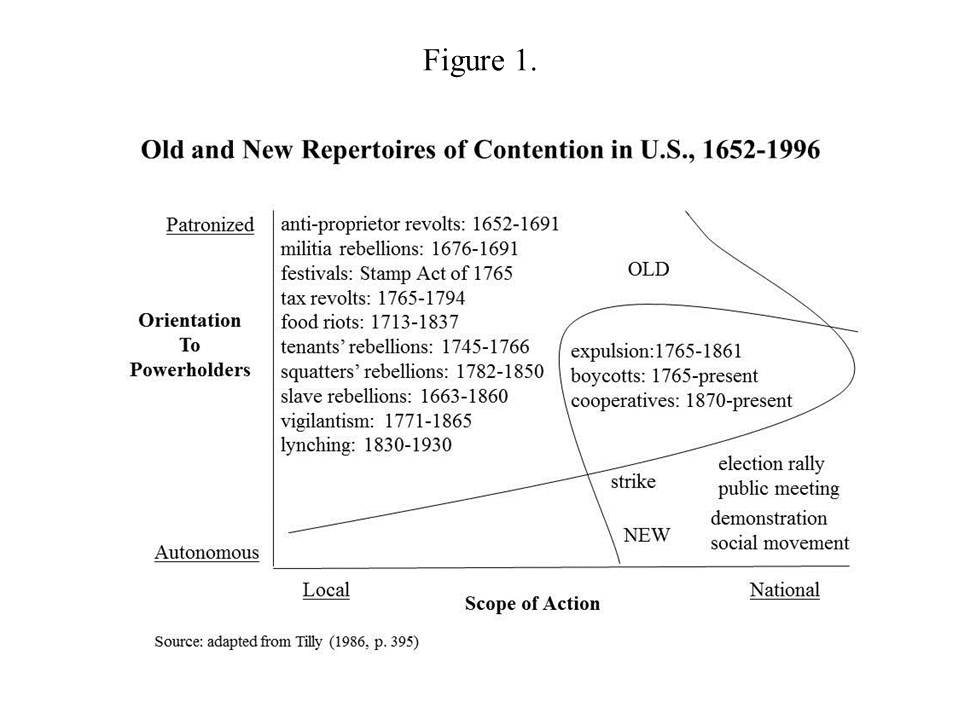 Figure 1.
Old and New Repertoires of Contention in U.S., 1652-1996
Patronized
anti-proprietor revolts: 1652-1691
militia rebellions: 1676-1691
festivals: Stamp Act of 1765
tax revolts: 1765-1794
food riots: 1713-1837
tenants’ rebellions: 1745-1766
squatters’ rebellions: 1782-1850
slave rebellions: 1663-1860
vigilantism: 1771-1865
lynching: 1830-1930
OLD
Orientation
To
Powerholders
expulsion:1765-1861
boycotts: 1765-present
cooperatives: 1870-present
strike
election rally
public meeting
NEW
demonstration
social movement
Autonomous
Local
National
Scope of Action
Source: adapted from Tilly (1986, p. 395)